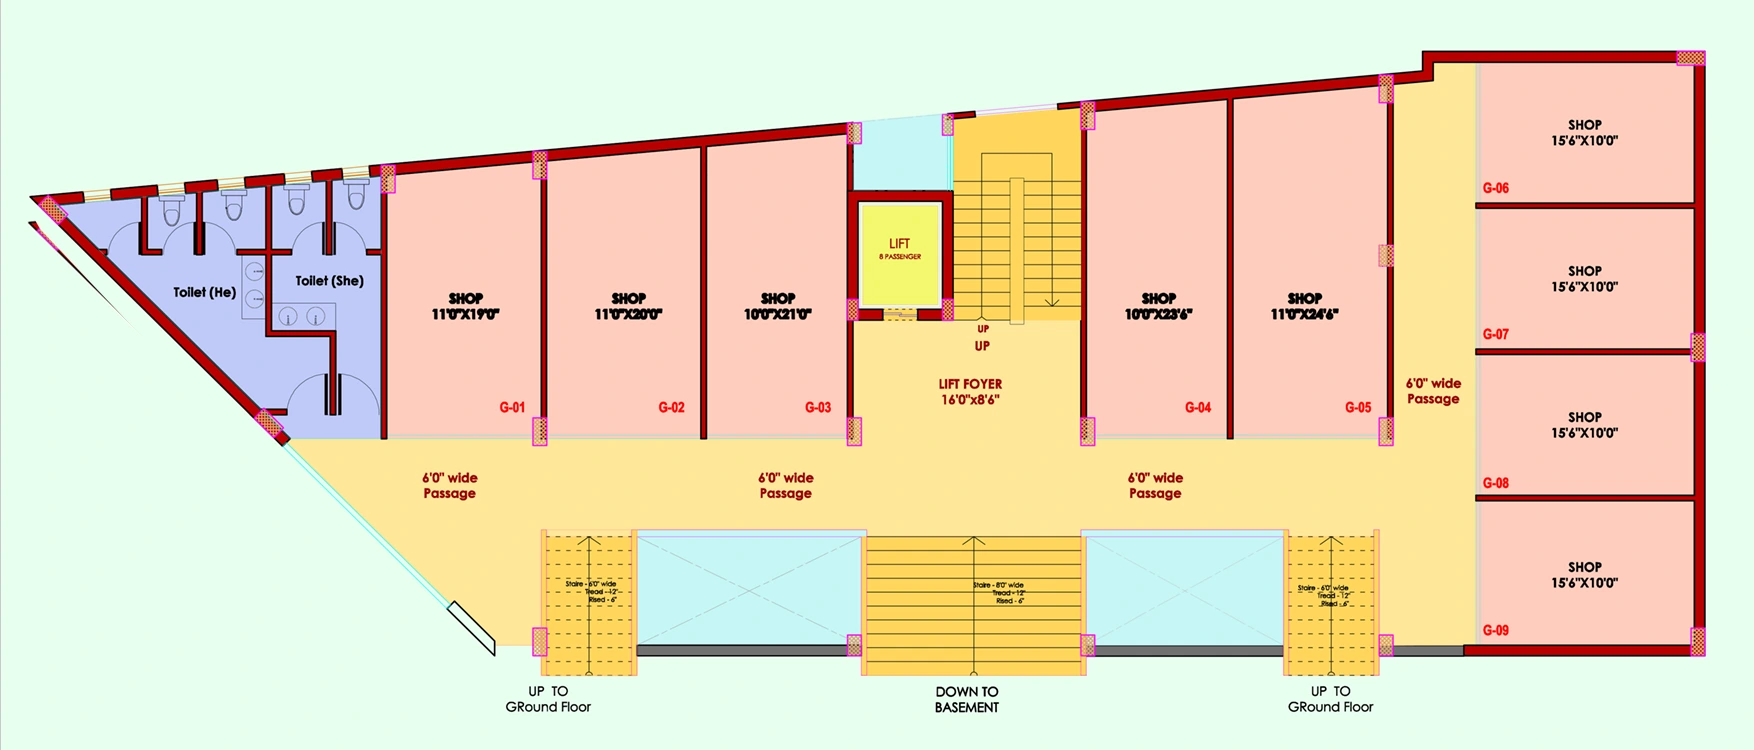 SHOP
15'6"X10'0"
G-06
SHOP
15'6"X10'0"
G-07
SHOP
15'6"X10'0"
G-08
SHOP
15'6"X10'0"
G-09
LIFT
8 PASSENGER
Toilet (He)
Toilet (She)
SHOP
11'0"X19'0"
G-01
SHOP
11'0"X20'0"
G-02
SHOP
10'0"X21'0"
G-03
UP
UP
LIFT FOYER
16'0"x8'6"
SHOP
10'0"X23'6"
G-04
SHOP
11'0"X24'6"
G-05
6'0" wide
Passage
6'0" wide
Passage
6'0" wide
Passage
6'0" wide
Passage
Staire - 6'0" wide
Tread - 12"
Rised - 6"
Staire - 8'0" wide
Tread - 12"
Rised - 6"
Staire - 6'0" wide
Tread - 12"
Rised - 6"
UP TO
GRound Floor
DOWN TO
BASEMENT
UP TO
GRound Floor